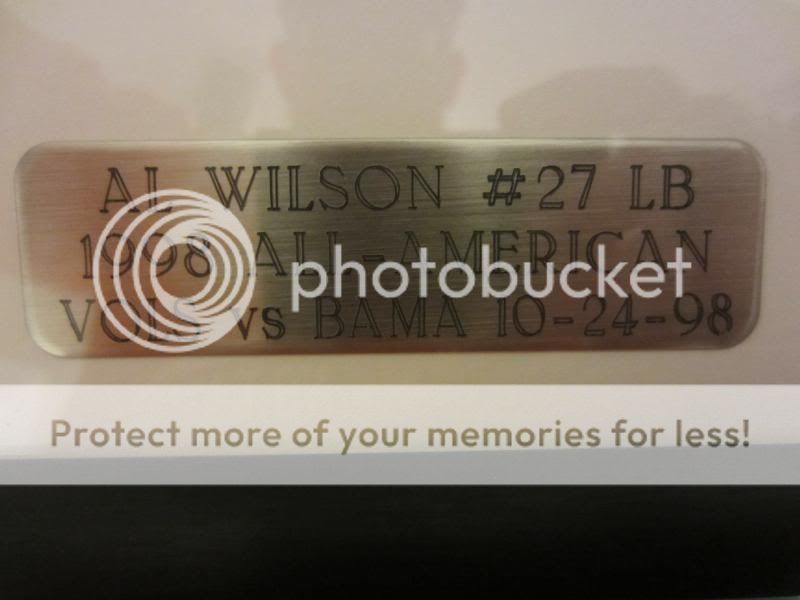 AL WILSON #27 LB
1998 ALL-AMERICAN
photobucket
VOLS vs BAMA 10-24-98
Protect more of your memories for less!